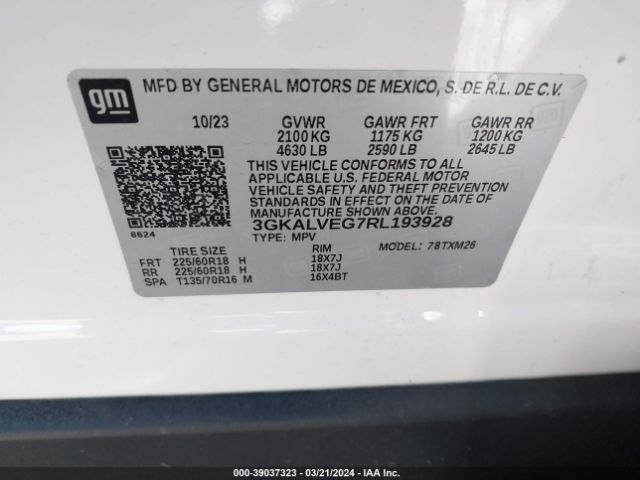 gm
MFD BY GENERAL MOTORS DE MEXICO, S. DE R.L. DE C.V.
10/23 GVWR GAWR FRT GAWR RR
2100 KG 1175 KG 1200 KG
4630 LB 2590 LB 2645 LB
THIS VEHICLE CONFORMS TO ALL
APPLICABLE U.S. FEDERAL MOTOR
VEHICLE SAFETY AND THEFT PREVENTION
STANDARDS IN EFFECT ON THE DATE OF
MANUFACTURE SHOWN ABOVE.
8624
3GKALVEG7RL193928
TYPE: MPV MODEL: 78TXM26
TIRE SIZE RIM
FRT 225/60R18 H 18X7J
RR 225/60R18 H 18X7J
SPA T135/70R16 M 16X4BT
000-39037323 - 03/21/2024 - IAA Inc. All Rights Reserved